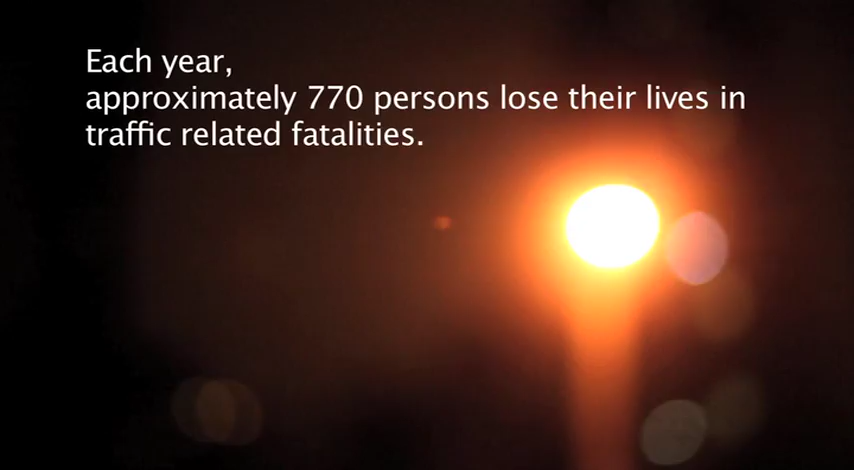 Each year,
approximately 770 persons lose their lives in
traffic related fatalities.